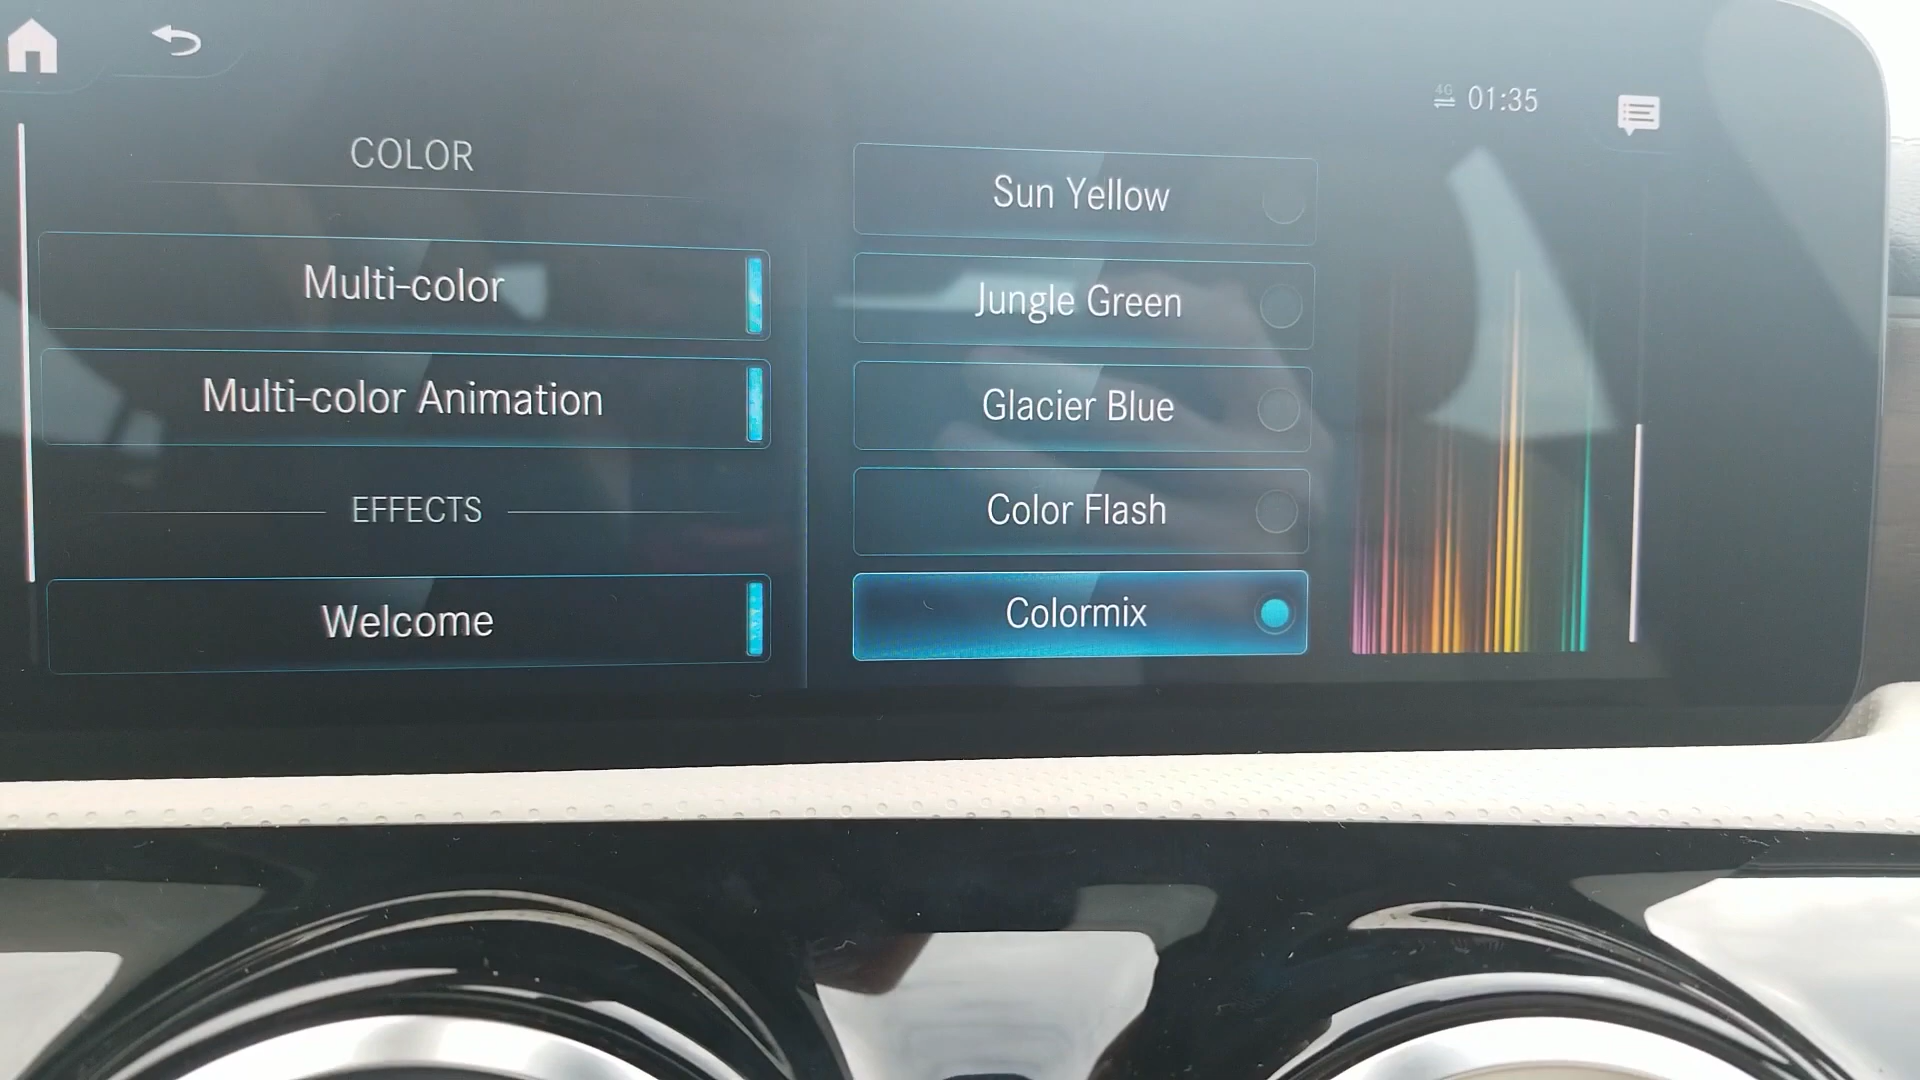 4G 01:35
COLOR
Multi-color
Multi-color Animation
EFFECTS
Welcome
Sun Yellow
Jungle Green
Glacier Blue
Color Flash
Colormix